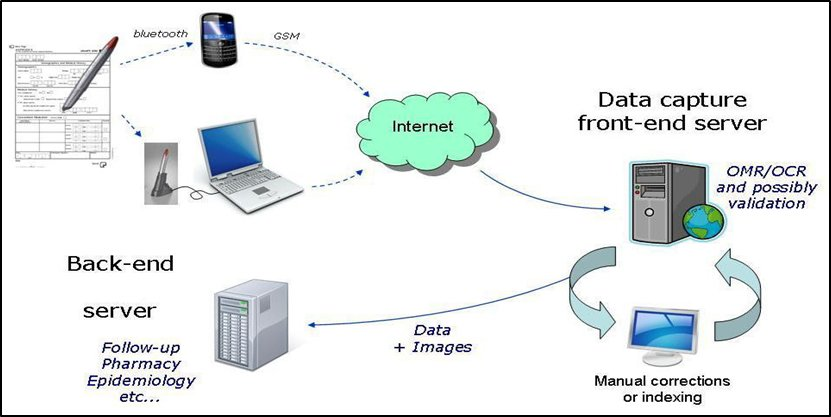 bluetooth
GSM
Internet
Data capture
front-end server
OMR/OCR
and possibly
validation
Back-end
server
Follow-up
Pharmacy
Epidemiology
etc...
Data
+ Images
Manual corrections
or indexing